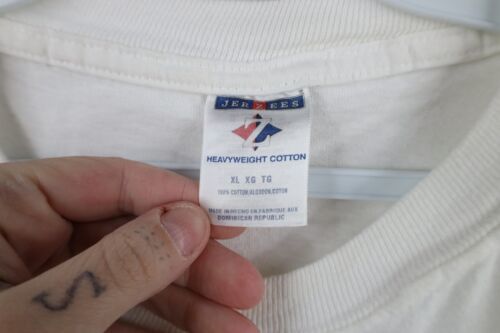 JERZEES
HEAVYWEIGHT COTTON
XL XG TG
100% COTTON/ALGODON/COTON
MADE IN/HECHO EN/FABRIQUE AUX
DOMINICAN REPUBLIC
S